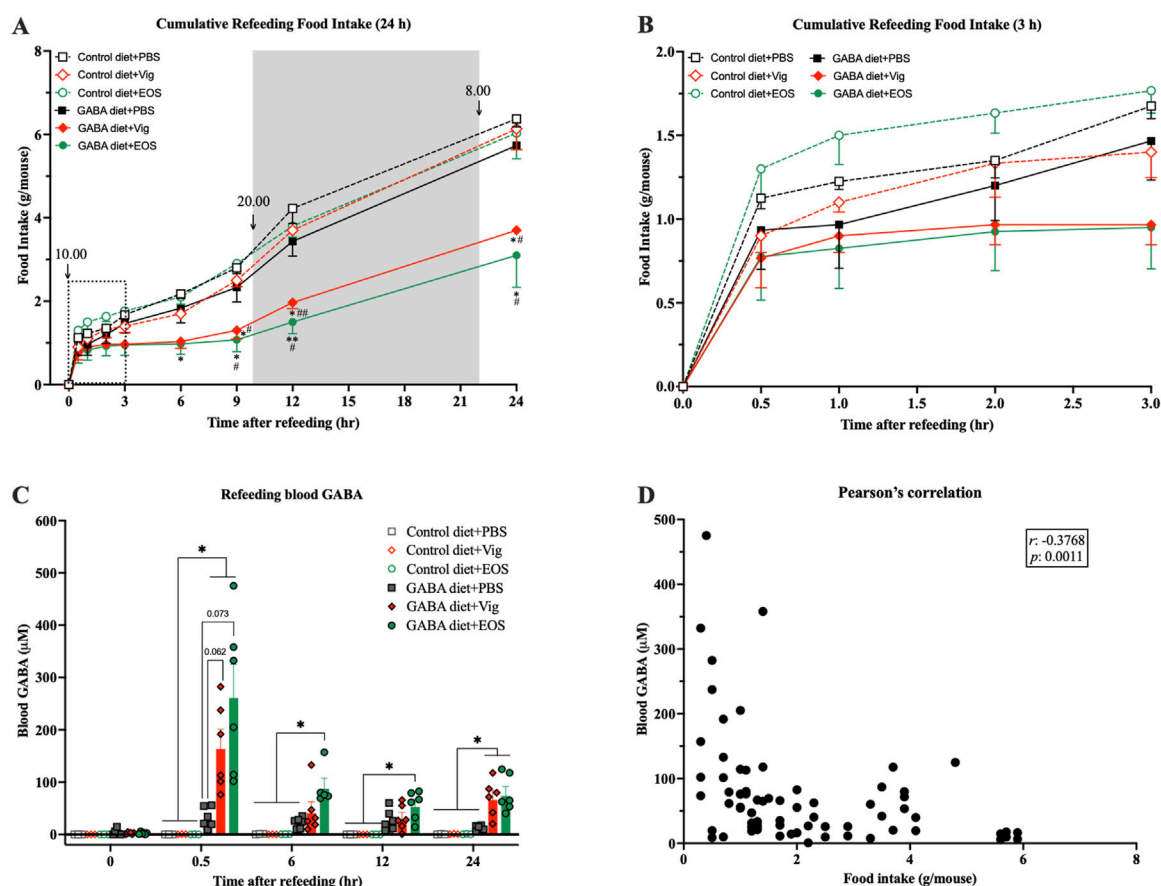 A
Cumulative Refeeding Food Intake (24 h)
Food Intake (g/mouse)
8
6
4
2
0
Control diet+PBS
Control diet+Vig
Control diet+EOS
GABA diet+PBS
GABA diet+Vig
GABA diet+EOS
10.00
20.00
8.00
*
*#
*
#
*##
**
#
*#
*
#
0 3 6 9 12 15 18 21 24
Time after refeeding (hr)
B
Cumulative Refeeding Food Intake (3 h)
Food Intake (g/mouse)
2.0
1.5
1.0
0.5
0.0
Control diet+PBS GABA diet+PBS
Control diet+Vig GABA diet+Vig
Control diet+EOS GABA diet+EOS
0.0 0.5 1.0 1.5 2.0 2.5 3.0
Time after refeeding (hr)
C
Refeeding blood GABA
Blood GABA (μM)
600
500
400
300
200
100
0
Control diet+PBS
Control diet+Vig
Control diet+EOS
GABA diet+PBS
GABA diet+Vig
GABA diet+EOS
*
0.073
0.062
*
*
*
0 0.5 6 12 24
Time after refeeding (hr)
D
Pearson's correlation
Blood GABA (μM)
500
400
300
200
100
0
r: -0.3768
p: 0.0011
0 2 4 6 8
Food intake (g/mouse)